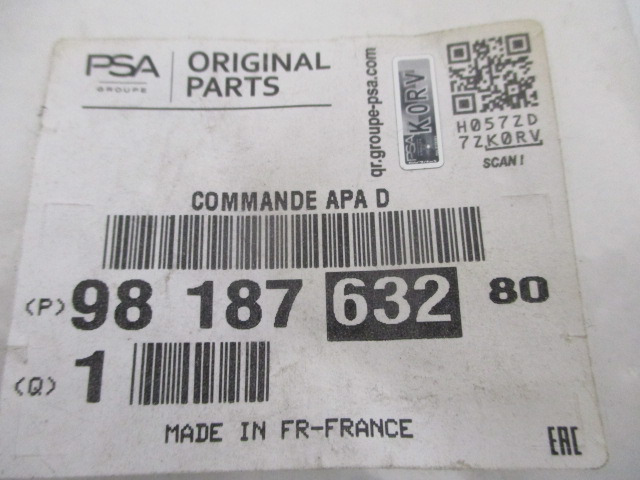 PSA
GROUPE
ORIGINAL
PARTS
qr.groupe-psa.com
PSA K0RV
H057ZD
7ZK0RV
SCAN!
COMMANDE APA D
(P) 98 187 632 80
(Q) 1
MADE IN FR-FRANCE
EAC